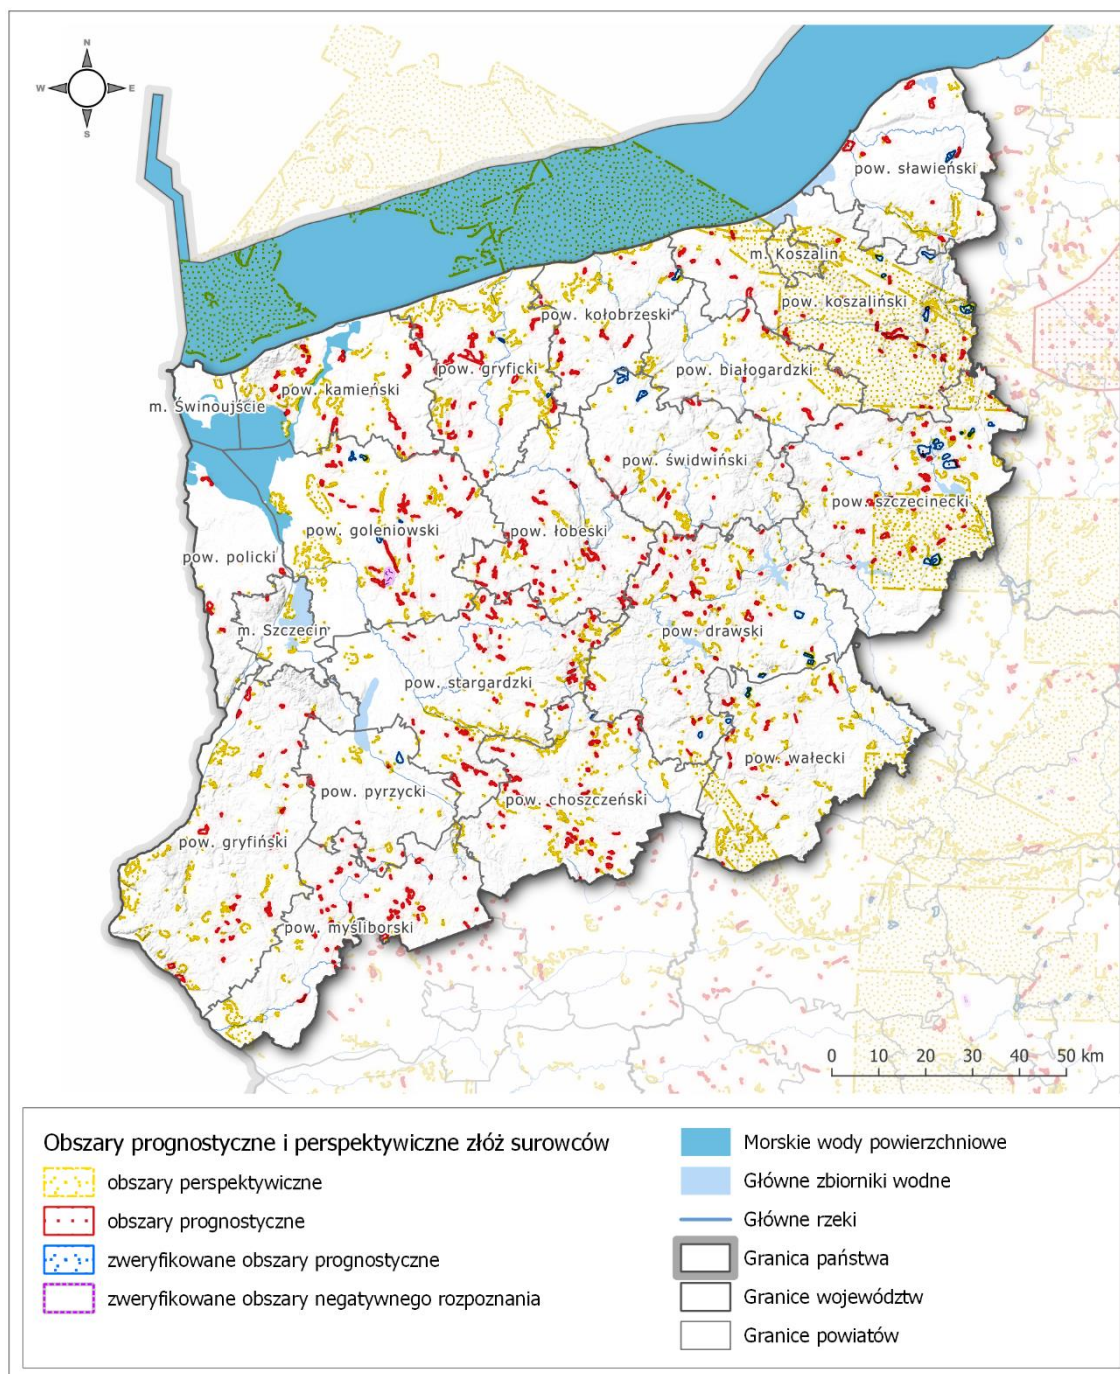 N
W E
S
pow. sławieński
m. Koszalin
pow. koszaliński
pow. kołobrzeski
pow. gryficki
pow. białogardzki
pow. kamieński
m. Świnoujście
pow. świdwiński
pow. szczecinecki
pow. goleniowski
pow. łobeski
pow. policki
m. Szczecin
pow. drawski
pow. stargardzki
pow. wałecki
pow. pyrzycki
pow. choszczeński
pow. gryfiński
pow. myśliborski
0 10 20 30 40 50 km
Obszary prognostyczne i perspektywiczne złóż surowców
obszary perspektywiczne
obszary prognostyczne
zweryfikowane obszary prognostyczne
zweryfikowane obszary negatywnego rozpoznania
Morskie wody powierzchniowe
Główne zbiorniki wodne
Główne rzeki
Granica państwa
Granice województw
Granice powiatów